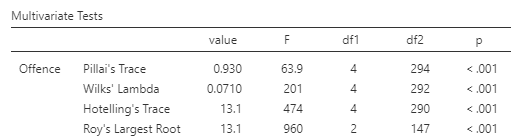 Multivariate Tests
value F df1 df2 p
Offence Pillai's Trace 0.930 63.9 4 294 < .001
Wilks' Lambda 0.0710 201 4 292 < .001
Hotelling's Trace 13.1 474 4 290 < .001
Roy's Largest Root 13.1 960 2 147 < .001